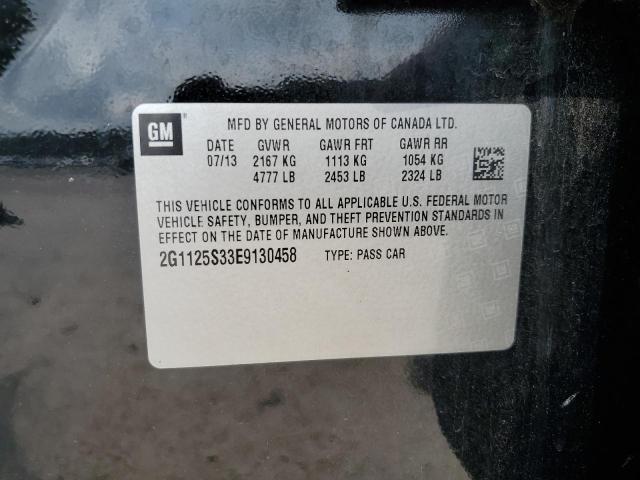 GM
MFD BY GENERAL MOTORS OF CANADA LTD.
DATE GVWR GAWR FRT GAWR RR
07/13 2167 KG 1113 KG 1054 KG
4777 LB 2453 LB 2324 LB
THIS VEHICLE CONFORMS TO ALL APPLICABLE U.S. FEDERAL MOTOR
VEHICLE SAFETY, BUMPER, AND THEFT PREVENTION STANDARDS IN
EFFECT ON THE DATE OF MANUFACTURE SHOWN ABOVE.
2G1125S33E9130458 TYPE: PASS CAR